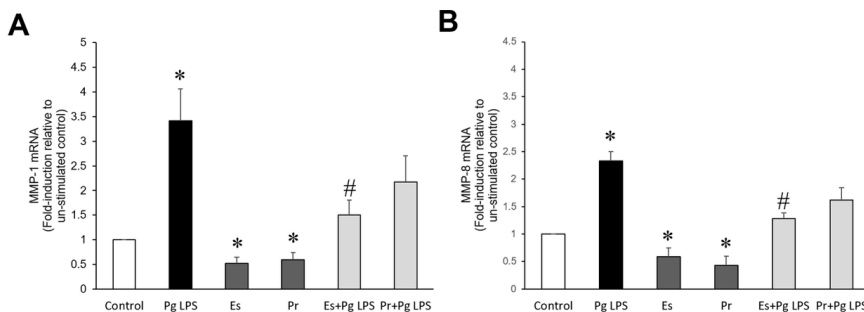 A
MMP-1 mRNA
(Fold-induction relative to
un-stimulated control)
5
4.5
4
3.5
3
2.5
2
1.5
1
0.5
0
*
*
*
#
Control
Pg LPS
Es
Pr
Es+Pg LPS
Pr+Pg LPS
B
MMP-8 mRNA
(Fold-induction relative to
un-stimulated control)
4.5
4
3.5
3
2.5
2
1.5
1
0.5
0
*
*
*
#
Control
Pg LPS
Es
Pr
Es+Pg LPS
Pr+Pg LPS